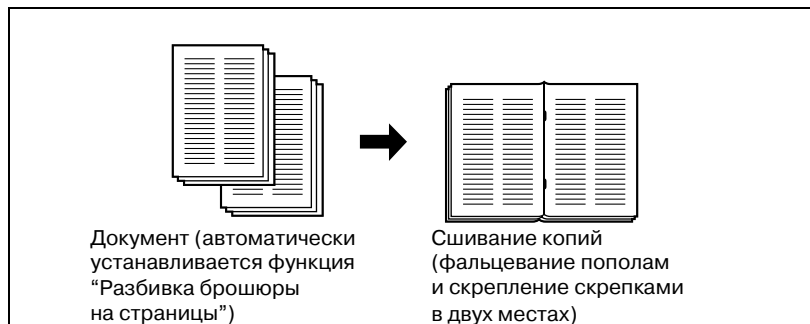 Документ (автоматически
устанавливается функция
“Разбивка брошюры
на страницы”)
Сшивание копий
(фальцевание пополам
и скрепление скрепками
в двух местах)